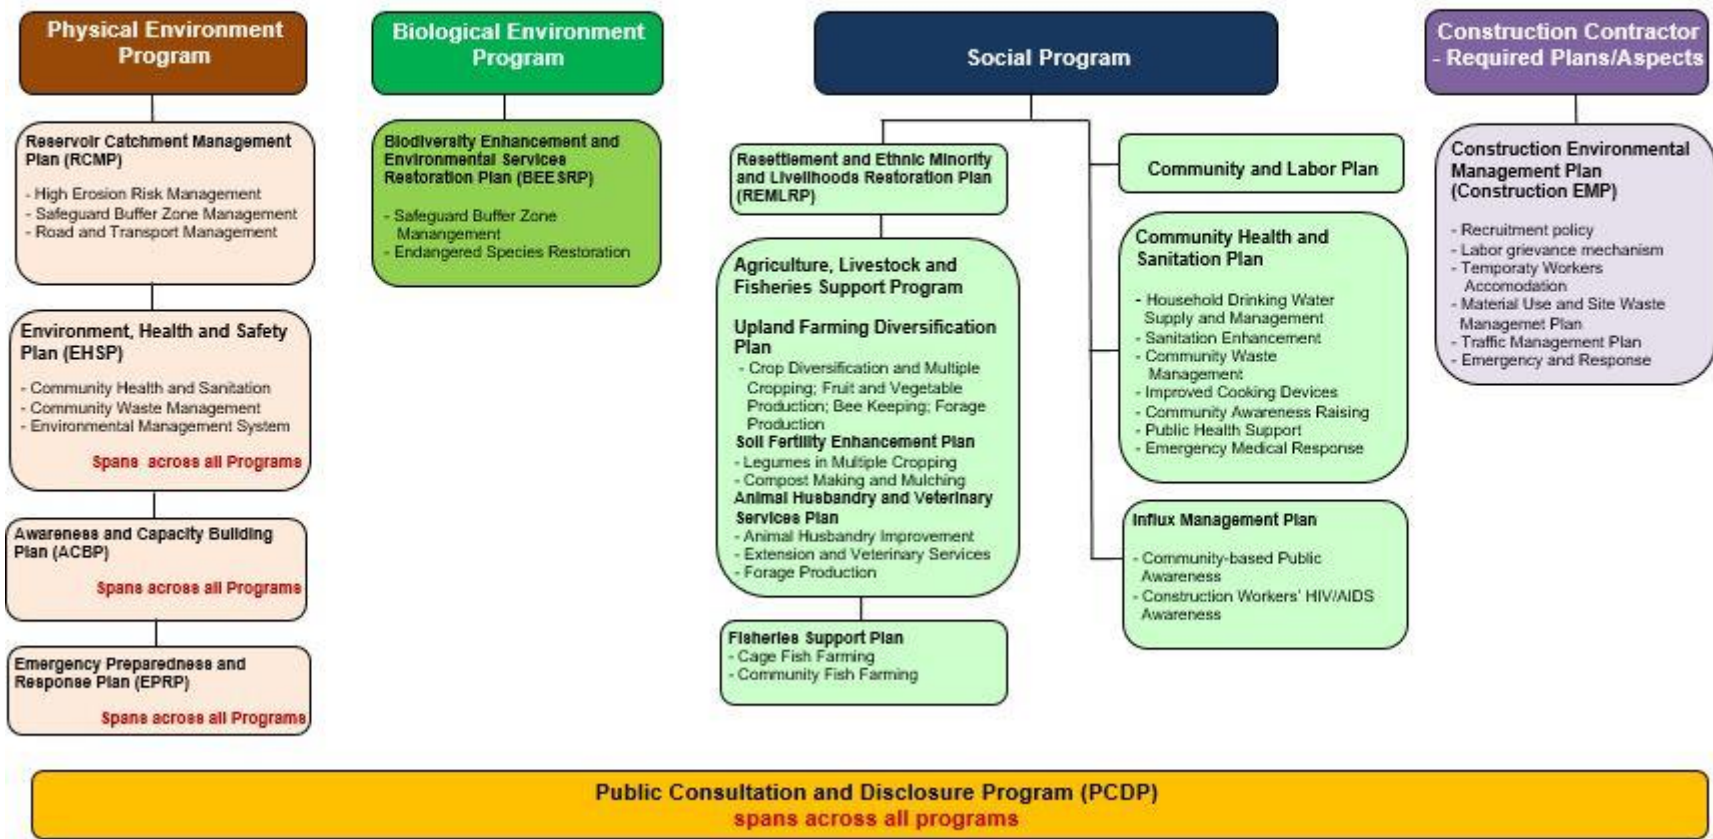 Physical Environment
Program
Reservoir Catchment Management
Plan (RCMP)
- High Erosion Risk Management
- Safeguard Buffer Zone Management
- Road and Transport Management
Environment, Health and Safety
Plan (EHSP)
- Community Health and Sanitation
- Community Waste Management
- Environmental Management System
Spans across all Programs
Awareness and Capacity Building
Plan (ACBP)
Spans across all Programs
Emergency Preparedness and
Response Plan (EPRP)
Spans across all Programs
Biological Environment
Program
Biodiversity Enhancement and
Environmental Services
Restoration Plan (BEESRP)
- Safeguard Buffer Zone
Manangement
- Endangered Species Restoration
Social Program
Resettlement and Ethnic Minority
and Livelihoods Restoration Plan
(REMLRP)
Agriculture, Livestock and
Fisheries Support Program
Upland Farming Diversification
Plan
- Crop Diversification and Multiple
Cropping; Fruit and Vegetable
Production; Bee Keeping; Forage
Production
Soil Fertility Enhancement Plan
- Legumes in Multiple Cropping
- Compost Making and Mulching
Animal Husbandry and Veterinary
Services Plan
- Animal Husbandry Improvement
- Extension and Veterinary Services
- Forage Production
Fisheries Support Plan
- Cage Fish Farming
- Community Fish Farming
Community and Labor Plan
Community Health and
Sanitation Plan
- Household Drinking Water
Supply and Management
- Sanitation Enhancement
- Community Waste
Management
- Improved Cooking Devices
- Community Awareness Raising
- Public Health Support
- Emergency Medical Response
Influx Management Plan
- Community-based Public
Awareness
- Construction Workers' HIV/AIDS
Awareness
Construction Contractor
- Required Plans/Aspects
Construction Environmental
Management Plan
(Construction EMP)
- Recruitment policy
- Labor grievance mechanism
- Temporaty Workers
Accomodation
- Material Use and Site Waste
Managemet Plan
- Traffic Management Plan
- Emergency and Response
Public Consultation and Disclosure Program (PCDP)
spans across all programs